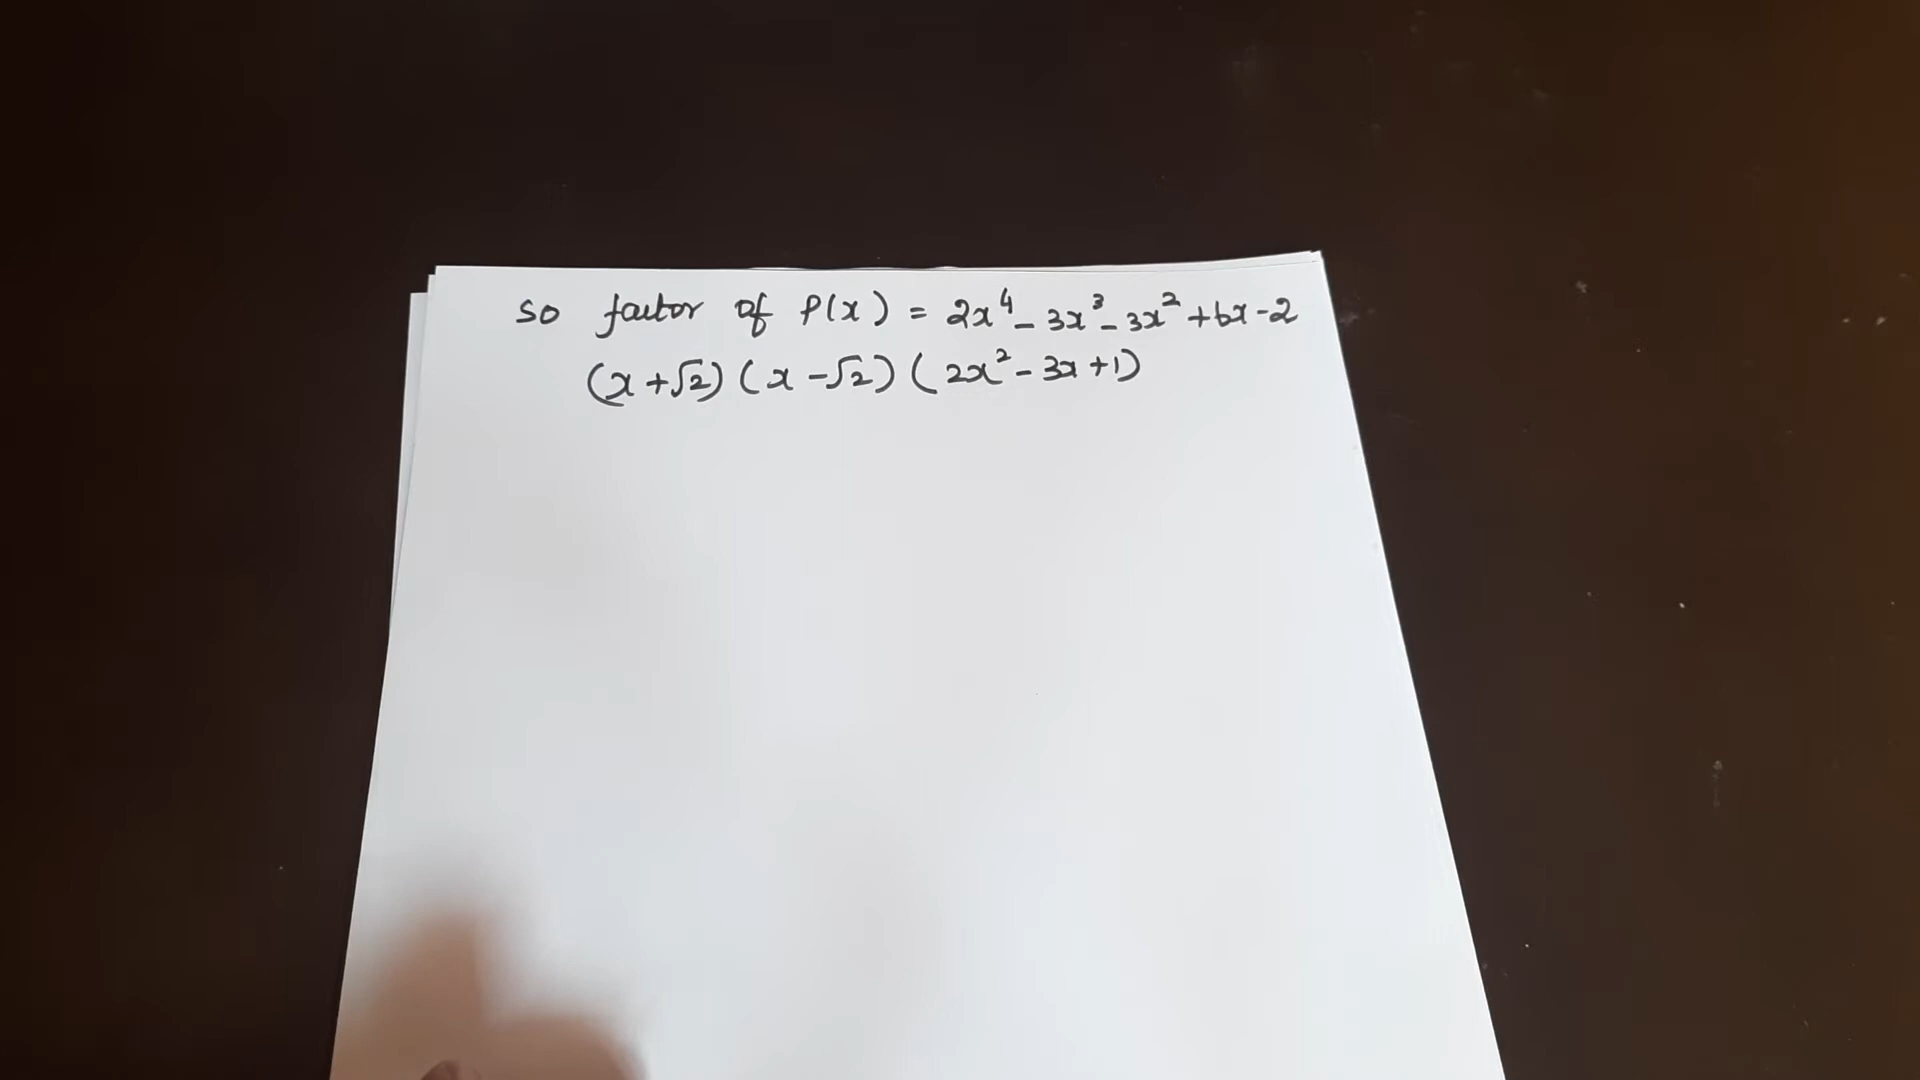 so factor of P(x) = 2x⁴ - 3x³ - 3x² + 6x - 2
(x + √2) (x - √2) (2x² - 3x + 1)